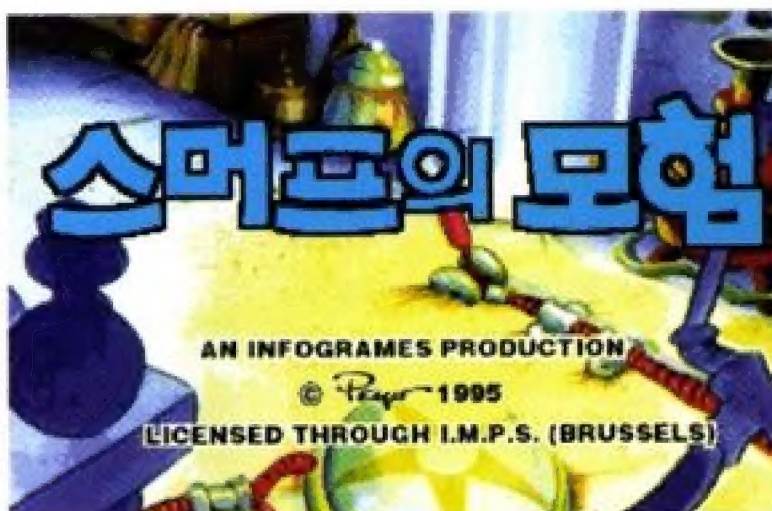 스머프의 모험
AN INFOGRAMES PRODUCTION
© Peyo 1995
LICENSED THROUGH I.M.P.S. (BRUSSELS)